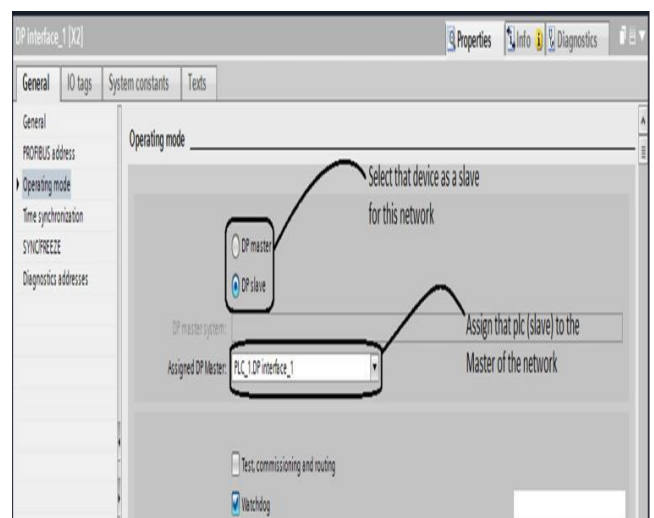 DP interface_1 [X2]
Properties
Info
Diagnostics
General
IO tags
System constants
Texts
General
PROFIBUS address
Operating mode
Time synchronization
SYNC/FREEZE
Diagnostics addresses
Operating mode
Select that device as a slave
for this network
DP master
DP slave
DP master system:
Assign that plc (slave) to the
Master of the network
Assigned DP Master:
PLC_1.DP interface_1
Test, commissioning and routing
Watchdog